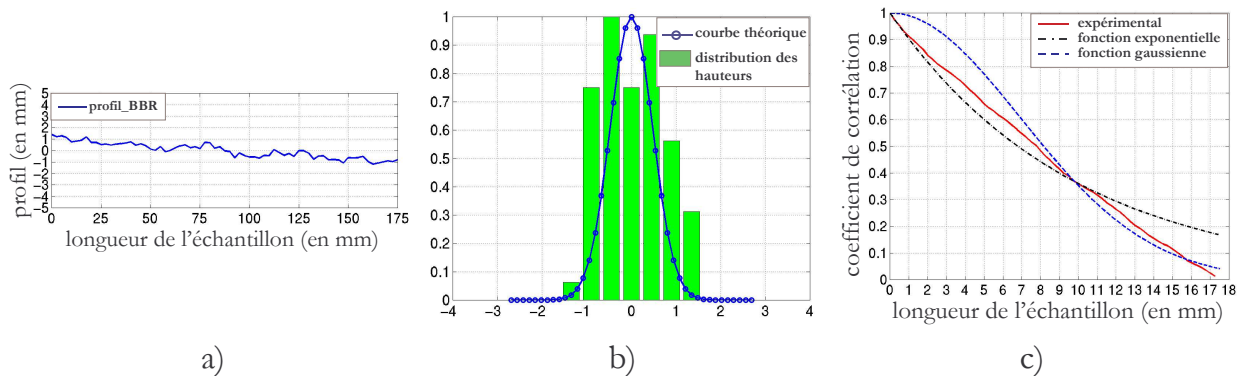 profil (en mm)
5
4
3
2
1
0
−1
−2
−3
−4
−5
profil_BBR
0 25 50 75 100 125 150 175
longueur de l'échantillon (en mm)
a)
1
0.9
0.8
0.7
0.6
0.5
0.4
0.3
0.2
0.1
0
courbe théorique
distribution des
hauteurs
−4 −3 −2 −1 0 1 2 3 4
b)
coefficient de corrélation
1
0.9
0.8
0.7
0.6
0.5
0.4
0.3
0.2
0.1
0
expérimental
fonction exponentielle
fonction gaussienne
0 1 2 3 4 5 6 7 8 9 10 11 12 13 14 15 16 17 18
longueur de l'échantillon (en mm)
c)